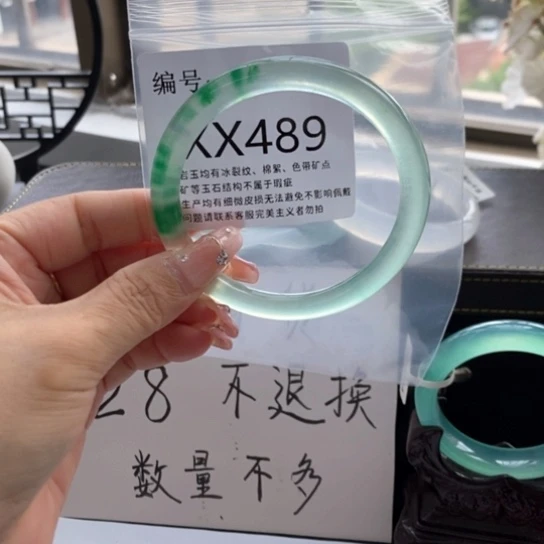 编号:
XX489
岩玉均有冰裂纹、棉絮、色带矿点
矿等玉石结构不属于瑕疵
生产均有细微皮损无法避免不影响佩戴
问题请联系客服完美主义者勿拍
28 不退换
数量不多